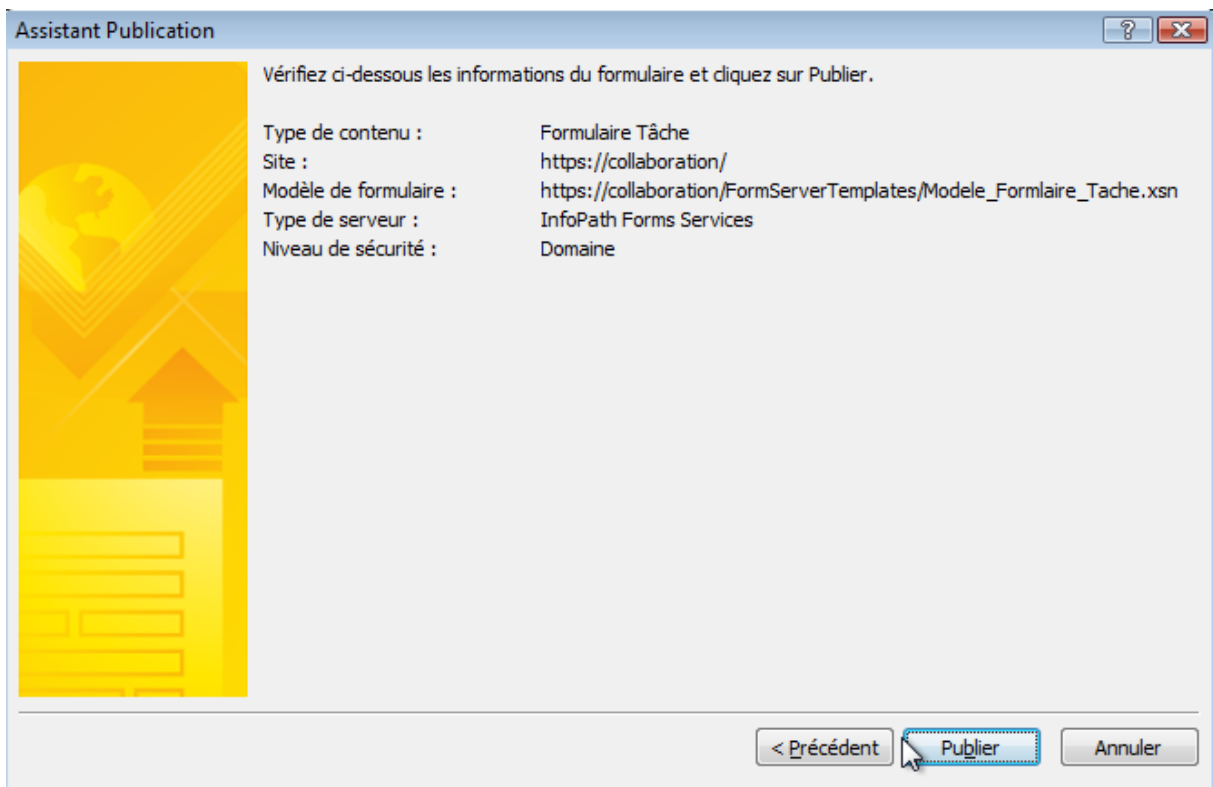 Assistant Publication
Vérifiez ci-dessous les informations du formulaire et cliquez sur Publier.
Type de contenu : Formulaire Tâche
Site : https://collaboration/
Modèle de formulaire : https://collaboration/FormServerTemplates/Modele_Formlaire_Tache.xsn
Type de serveur : InfoPath Forms Services
Niveau de sécurité : Domaine
< Précédent Publier Annuler